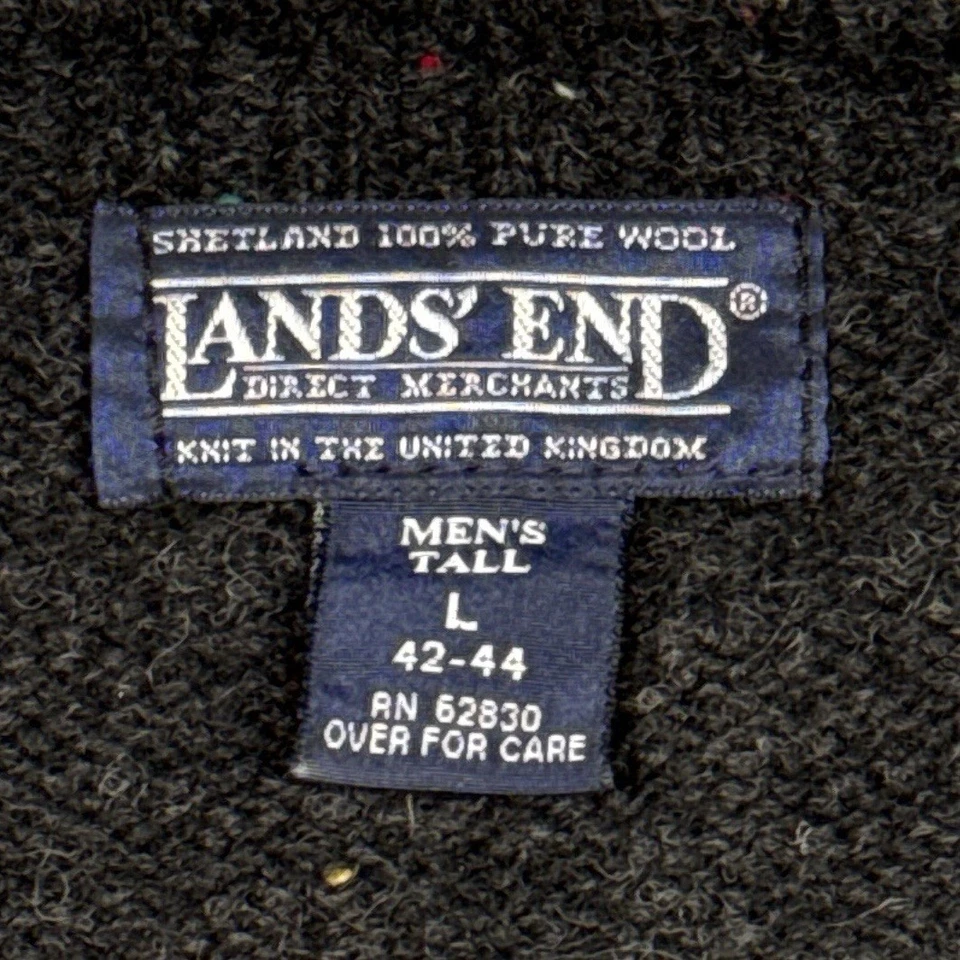 SHETLAND 100% PURE WOOL
LANDS' END®
DIRECT MERCHANTS
KNIT IN THE UNITED KINGDOM
MEN'S
TALL
L
42-44
RN 62830
OVER FOR CARE